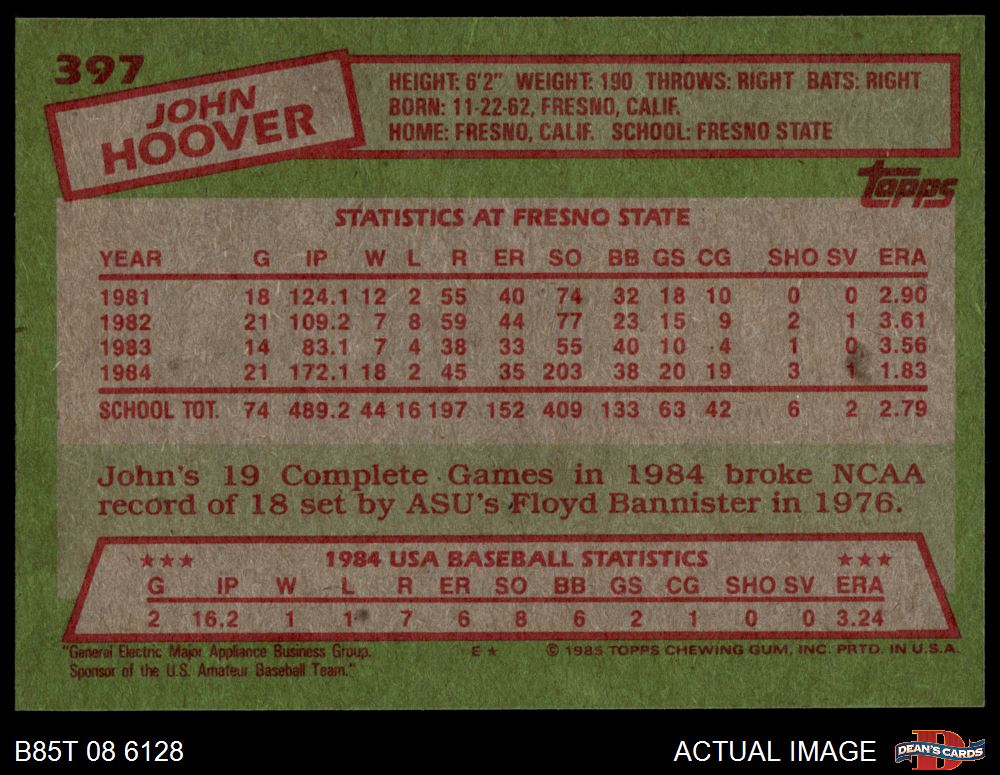 397
JOHN
HOOVER
HEIGHT: 6'2" WEIGHT: 190 THROWS: RIGHT BATS: RIGHT
BORN: 11-22-62, FRESNO, CALIF.
HOME: FRESNO, CALIF. SCHOOL: FRESNO STATE
topps
STATISTICS AT FRESNO STATE
YEAR G IP W L R ER SO BB GS CG SHO SV ERA
1981 18 124.1 12 2 55 40 74 32 18 10 0 0 2.90
1982 21 109.2 7 8 59 44 77 23 15 9 2 1 3.61
1983 14 83.1 7 4 38 33 55 40 10 4 1 0 3.56
1984 21 172.1 18 2 45 35 203 38 20 19 3 1 1.83
SCHOOL TOT. 74 489.2 44 16 197 152 409 133 63 42 6 2 2.79
John's 19 Complete Games in 1984 broke NCAA
record of 18 set by ASU's Floyd Bannister in 1976.
★★★ 1984 USA BASEBALL STATISTICS ★★★
G IP W L R ER SO BB GS CG SHO SV ERA
2 16.2 1 1 7 6 8 6 2 1 0 0 3.24
"General Electric Major Appliance Business Group.
Sponsor of the U.S. Amateur Baseball Team."
E ★ © 1985 TOPPS CHEWING GUM, INC. PRTD. IN U.S.A.
B85T 08 6128
ACTUAL IMAGE
DEAN'S CARDS